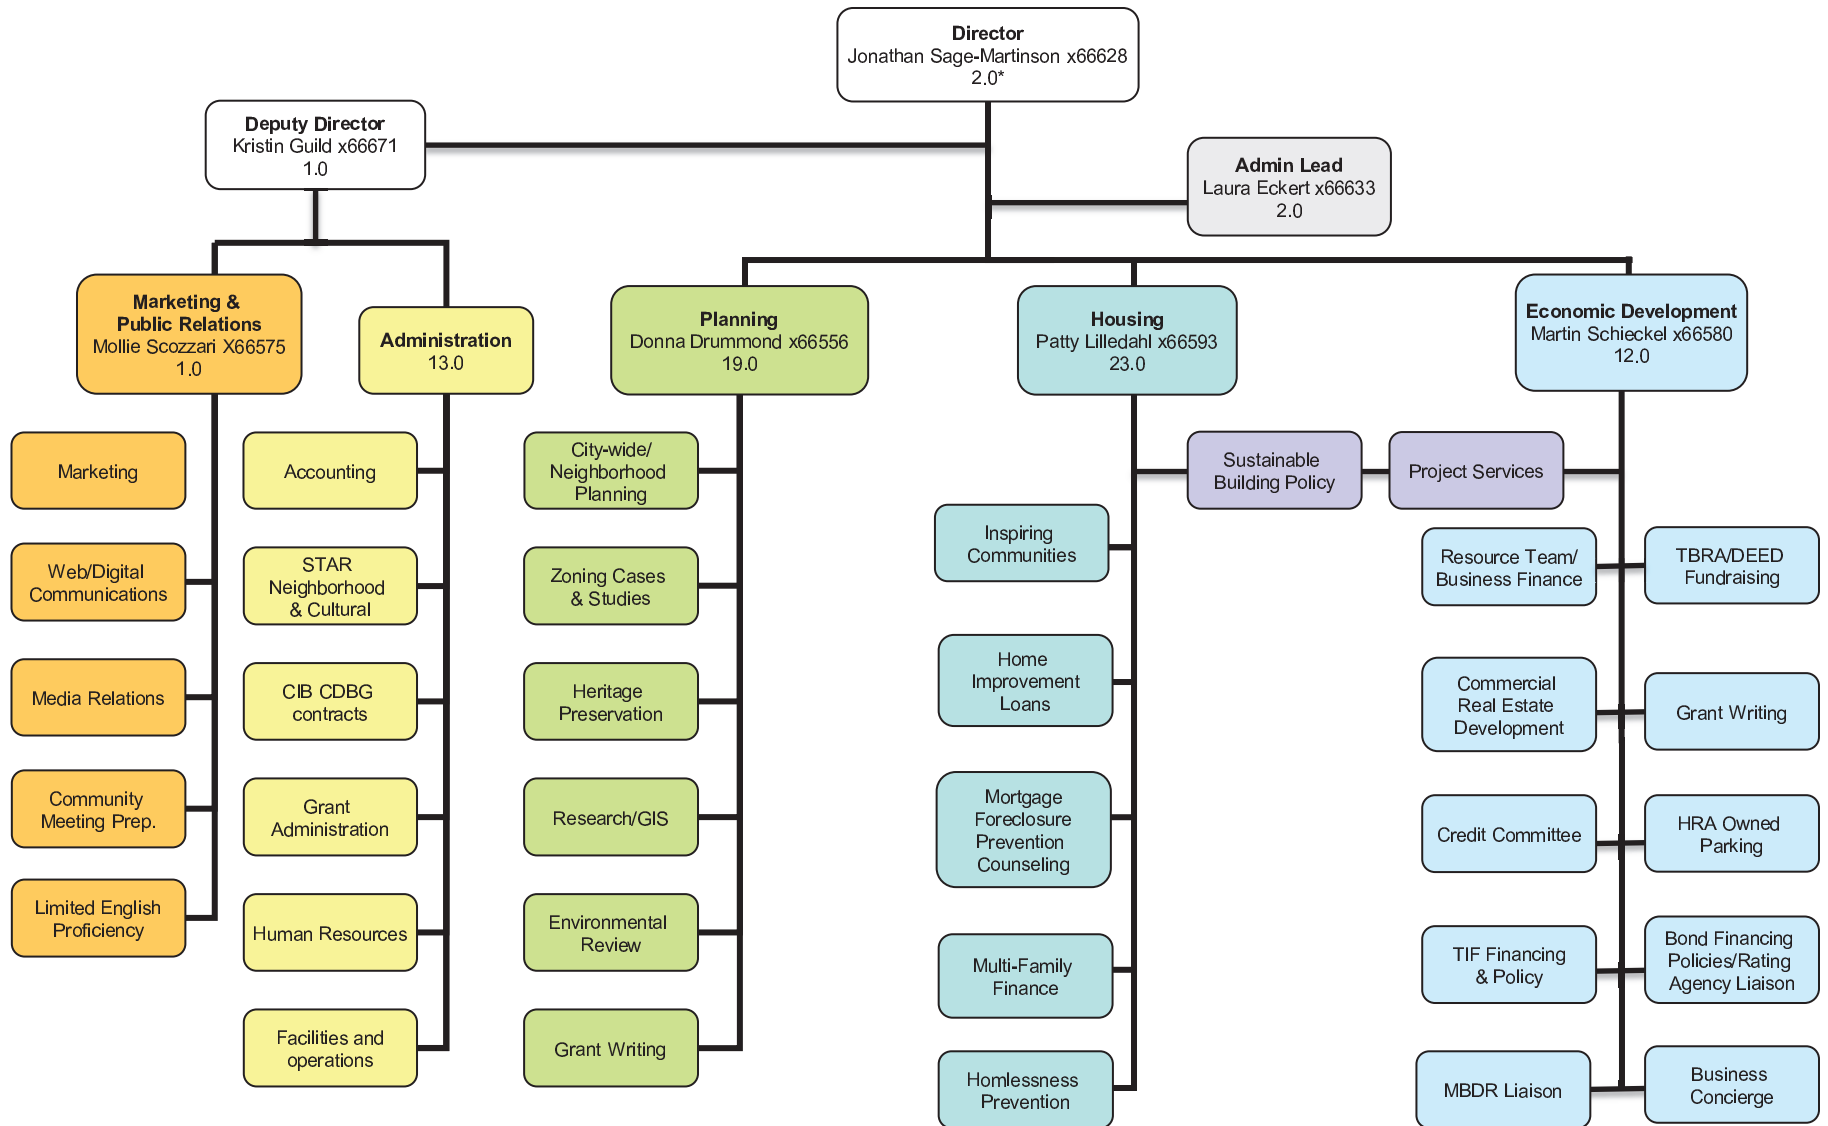 Director
Jonathan Sage-Martinson x66628
2.0*
Deputy Director
Kristin Guild x66671
1.0
Admin Lead
Laura Eckert x66633
2.0
Marketing &
Public Relations
Mollie Scozzari X66575
1.0
Administration
13.0
Planning
Donna Drummond x66556
19.0
Housing
Patty Lilledahl x66593
23.0
Economic Development
Martin Schieckel x66580
12.0
Marketing
Web/Digital
Communications
Media Relations
Community
Meeting Prep.
Limited English
Proficiency
Accounting
STAR
Neighborhood
& Cultural
CIB CDBG
contracts
Grant
Administration
Human Resources
Facilities and
operations
City-wide/
Neighborhood
Planning
Zoning Cases
& Studies
Heritage
Preservation
Research/GIS
Environmental
Review
Grant Writing
Sustainable
Building Policy
Project Services
Inspiring
Communities
Home
Improvement
Loans
Mortgage
Foreclosure
Prevention
Counseling
Multi-Family
Finance
Homlessness
Prevention
Resource Team/
Business Finance
TBRA/DEED
Fundraising
Commercial
Real Estate
Development
Grant Writing
Credit Committee
HRA Owned
Parking
TIF Financing
& Policy
Bond Financing
Policies/Rating
Agency Liaison
MBDR Liaison
Business
Concierge